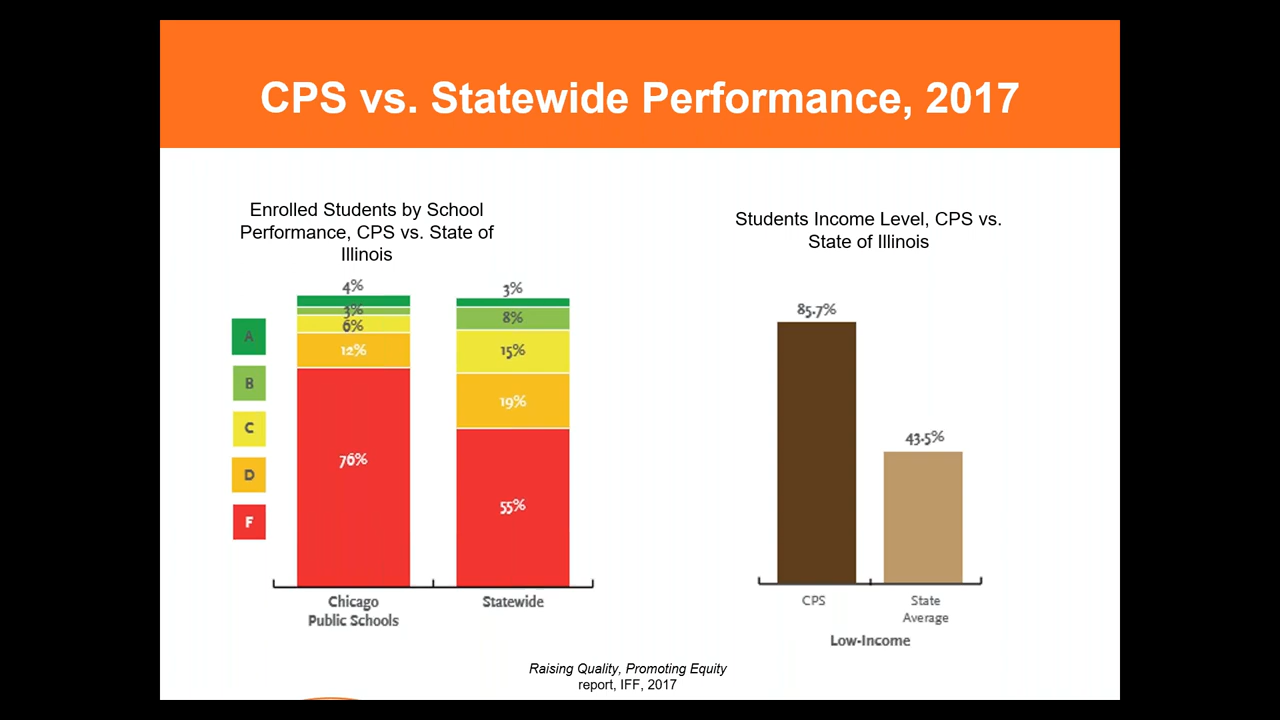 CPS vs. Statewide Performance, 2017
Enrolled Students by School
Performance, CPS vs. State of
Illinois
4%
3%
6%
12%
76%
3%
8%
15%
19%
55%
A
B
C
D
F
Chicago
Public Schools
Statewide
Students Income Level, CPS vs.
State of Illinois
85.7%
43.5%
CPS
State
Average
Low-Income
Raising Quality, Promoting Equity
report, IFF, 2017